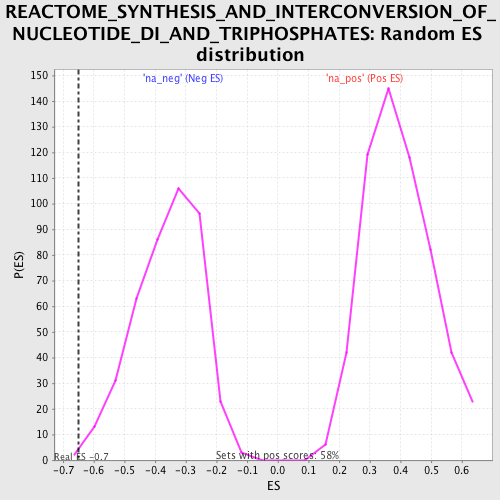 REACTOME_SYNTHESIS_AND_INTERCONVERSION_OF_
NUCLEOTIDE_DI_AND_TRIPHOSPHATES: Random ES
distribution
'na_neg' (Neg ES) 'na_pos' (Pos ES)
150
140
130
120
110
100
90
80
70
60
50
40
30
20
10
0
P(ES)
Real ES -0.7 Sets with pos scores: 58%
-0.7 -0.6 -0.5 -0.4 -0.3 -0.2 -0.1 0.0 0.1 0.2 0.3 0.4 0.5 0.6
ES